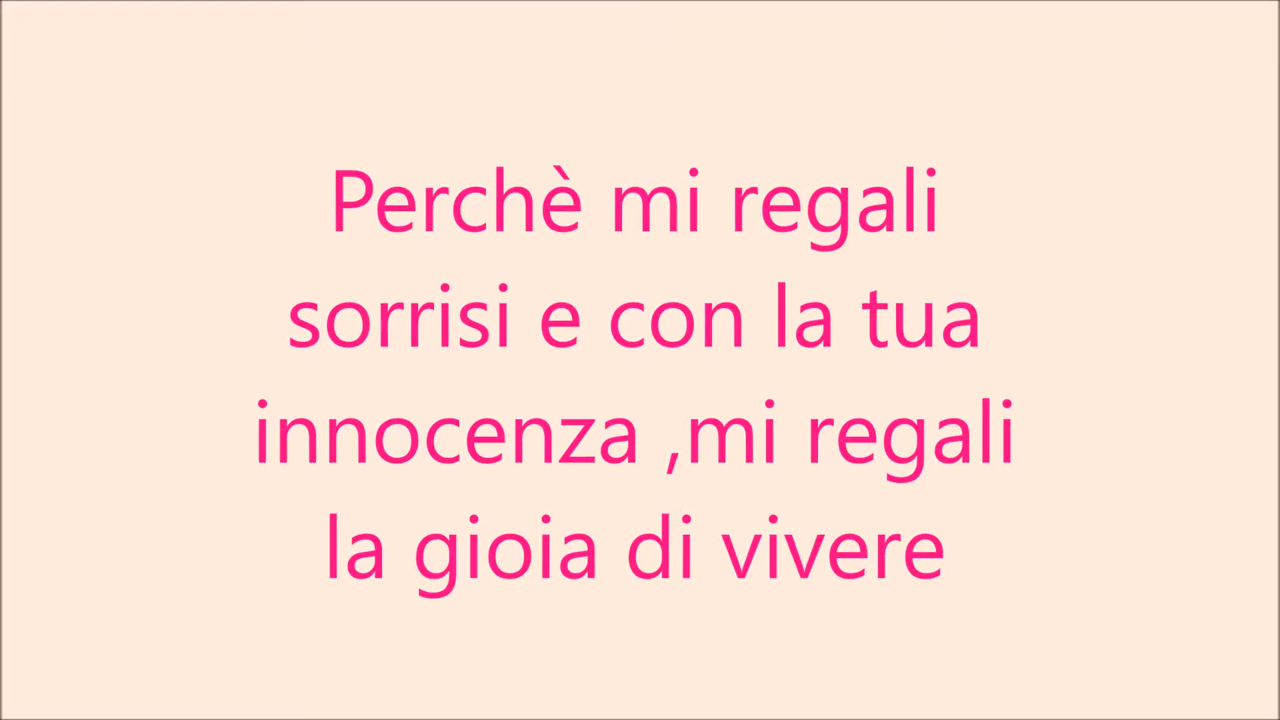 Perchè mi regali
sorrisi e con la tua
innocenza ,mi regali
la gioia di vivere